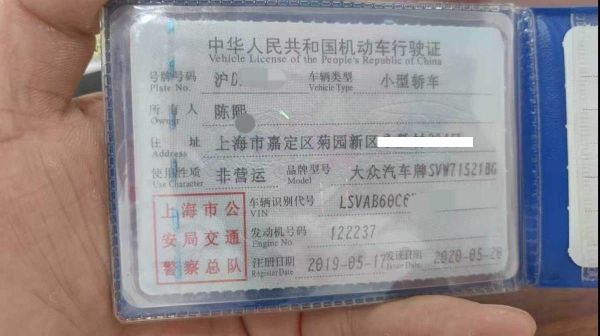 中华人民共和国机动车行驶证
Vehicle License of the People's Republic of China
号牌号码 沪D. 车辆类型 小型轿车
Plate No. Vehicle Type
所有人 陈熙
Owner
住址 上海市嘉定区菊园新区
Address
使用性质 非营运 品牌型号 大众汽车牌SVW71521BG
Use Character Model
上海市公 车辆识别代号 LSVAB60C6
安局交通 VIN
警察总队 发动机号码 122237
Engine No.
注册日期 2019-05-17 发证日期 2020-05-20
Register Date Issue Date